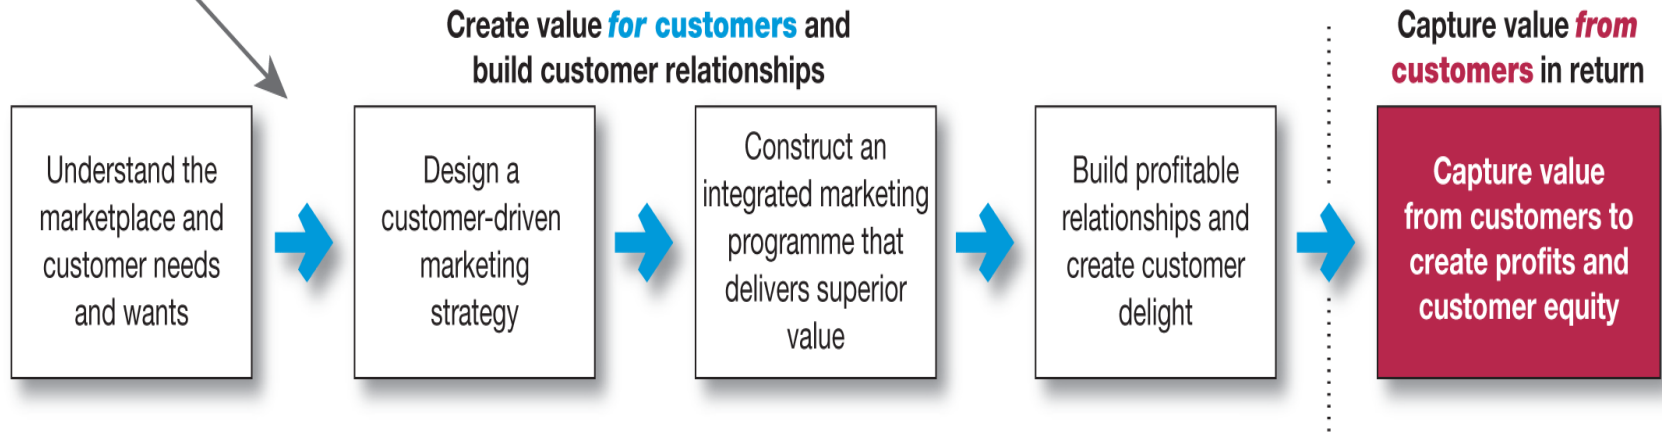 Create value for customers and
build customer relationships
Capture value from
customers in return
Understand the
marketplace and
customer needs
and wants
Design a
customer-driven
marketing
strategy
Construct an
integrated marketing
programme that
delivers superior
value
Build profitable
relationships and
create customer
delight
Capture value
from customers to
create profits and
customer equity